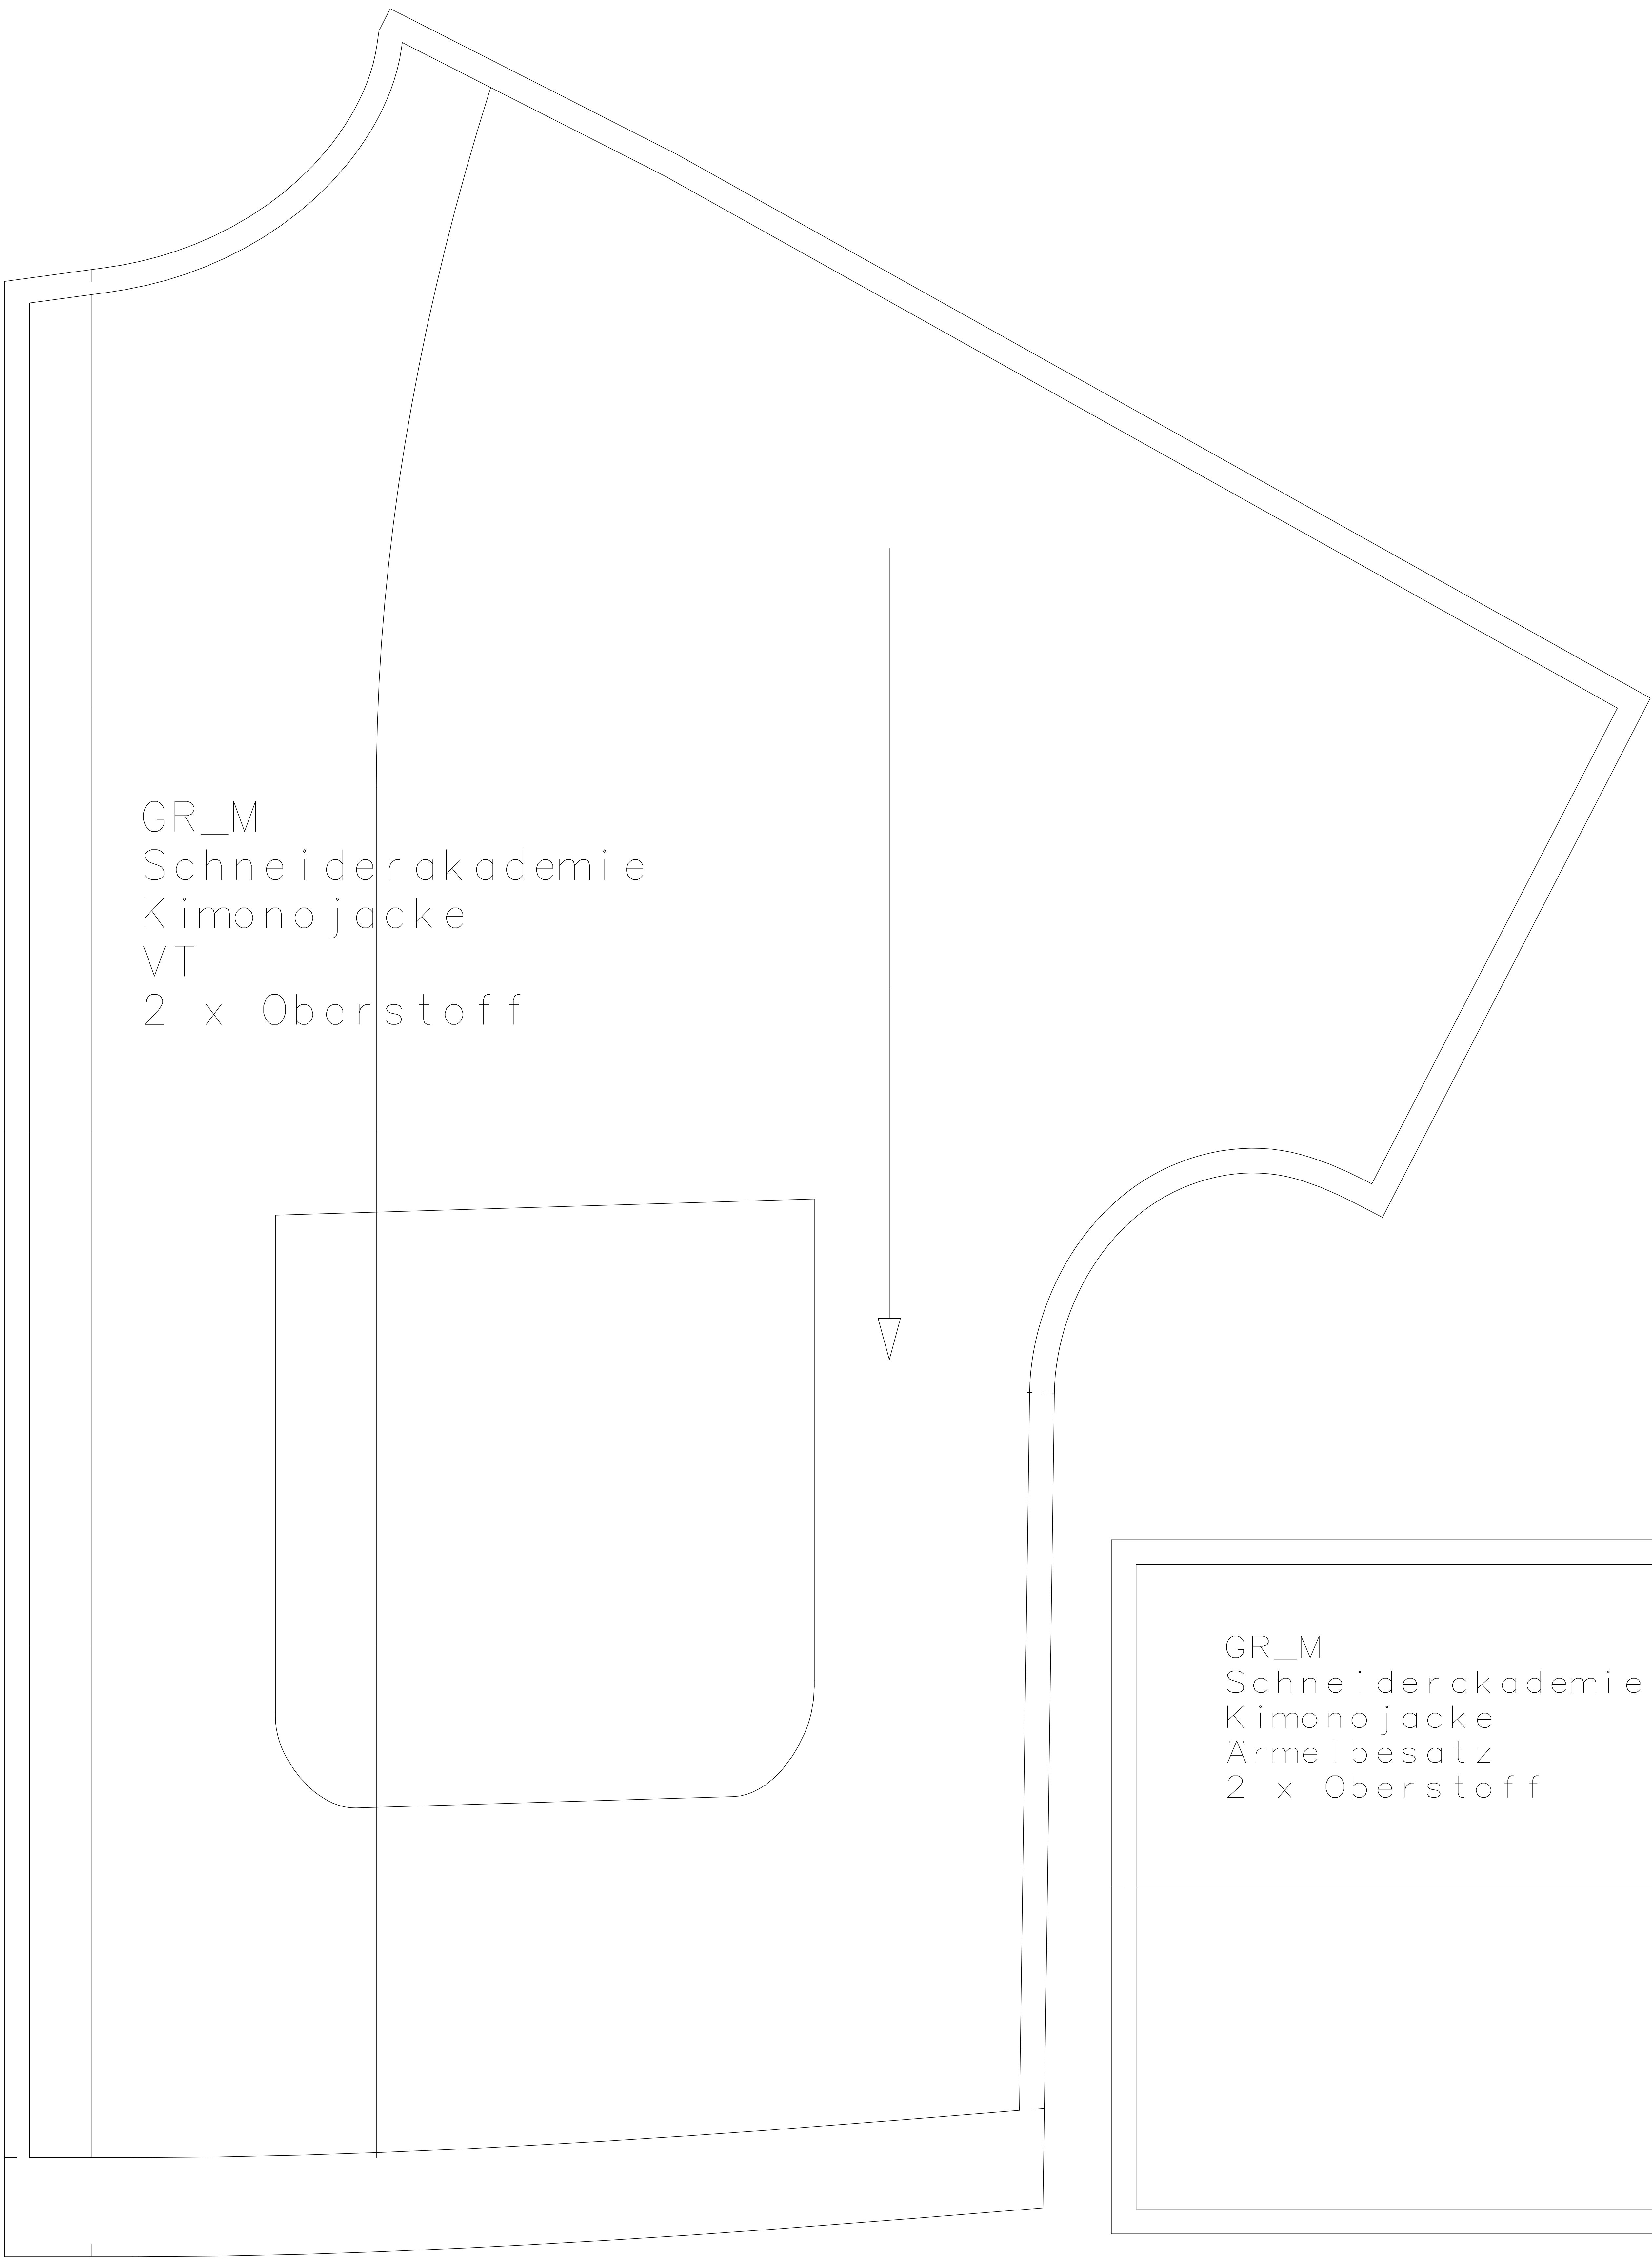 GR_M
Schneiderakademie
Kimonojacke
VT
2 x Oberstoff
GR_M
Schneiderakademie
Kimonojacke
Ärmelbesatz
2 x Oberstoff